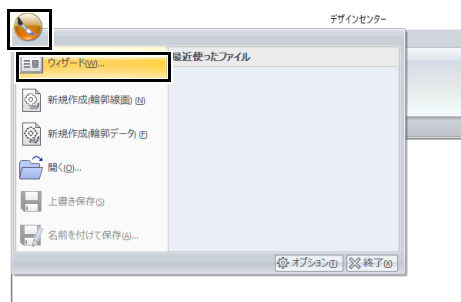 デザインセンター
最近使ったファイル
ウィザード(W)...
新規作成(輪郭線画) (N)
新規作成(輪郭データ) (F)
開く(O)...
上書き保存(S)
名前を付けて保存(A)...
オプション(T) 終了(X)